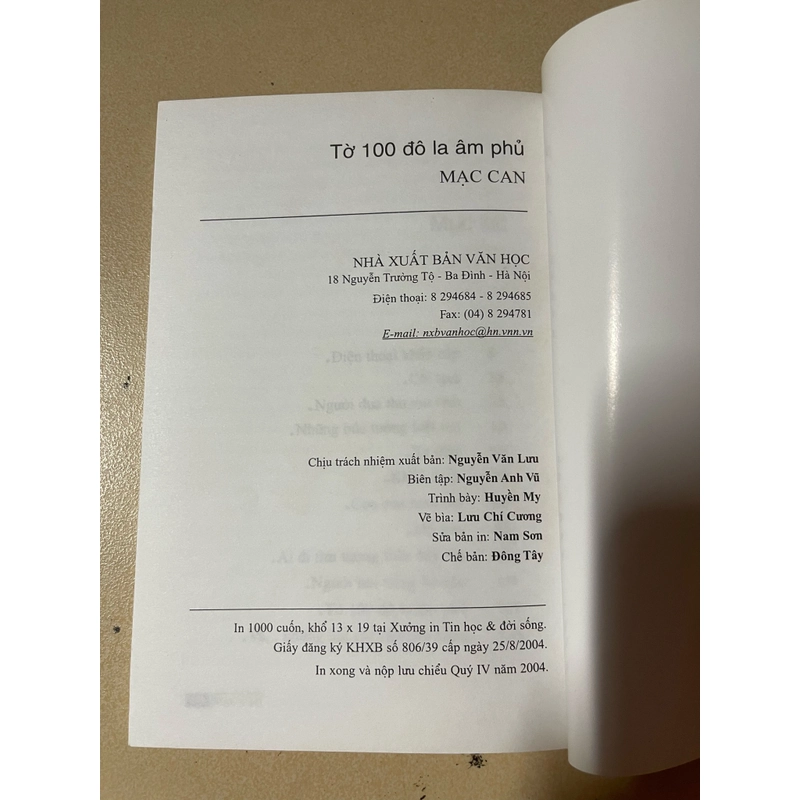 Tờ 100 đô la âm phủ
MẠC CAN
NHÀ XUẤT BẢN VĂN HỌC
18 Nguyễn Trường Tộ - Ba Đình - Hà Nội
Điện thoại: 8 294684 - 8 294685
Fax: (04) 8 294781
E-mail: nxbvanhoc@hn.vnn.vn
Chịu trách nhiệm xuất bản: Nguyễn Văn Lưu
Biên tập: Nguyễn Anh Vũ
Trình bày: Huyền My
Vẽ bìa: Lưu Chí Cương
Sửa bản in: Nam Sơn
Chế bản: Đông Tây
In 1000 cuốn, khổ 13 x 19 tại Xưởng in Tin học & đời sống.
Giấy đăng ký KHXB số 806/39 cấp ngày 25/8/2004.
In xong và nộp lưu chiểu Quý IV năm 2004.